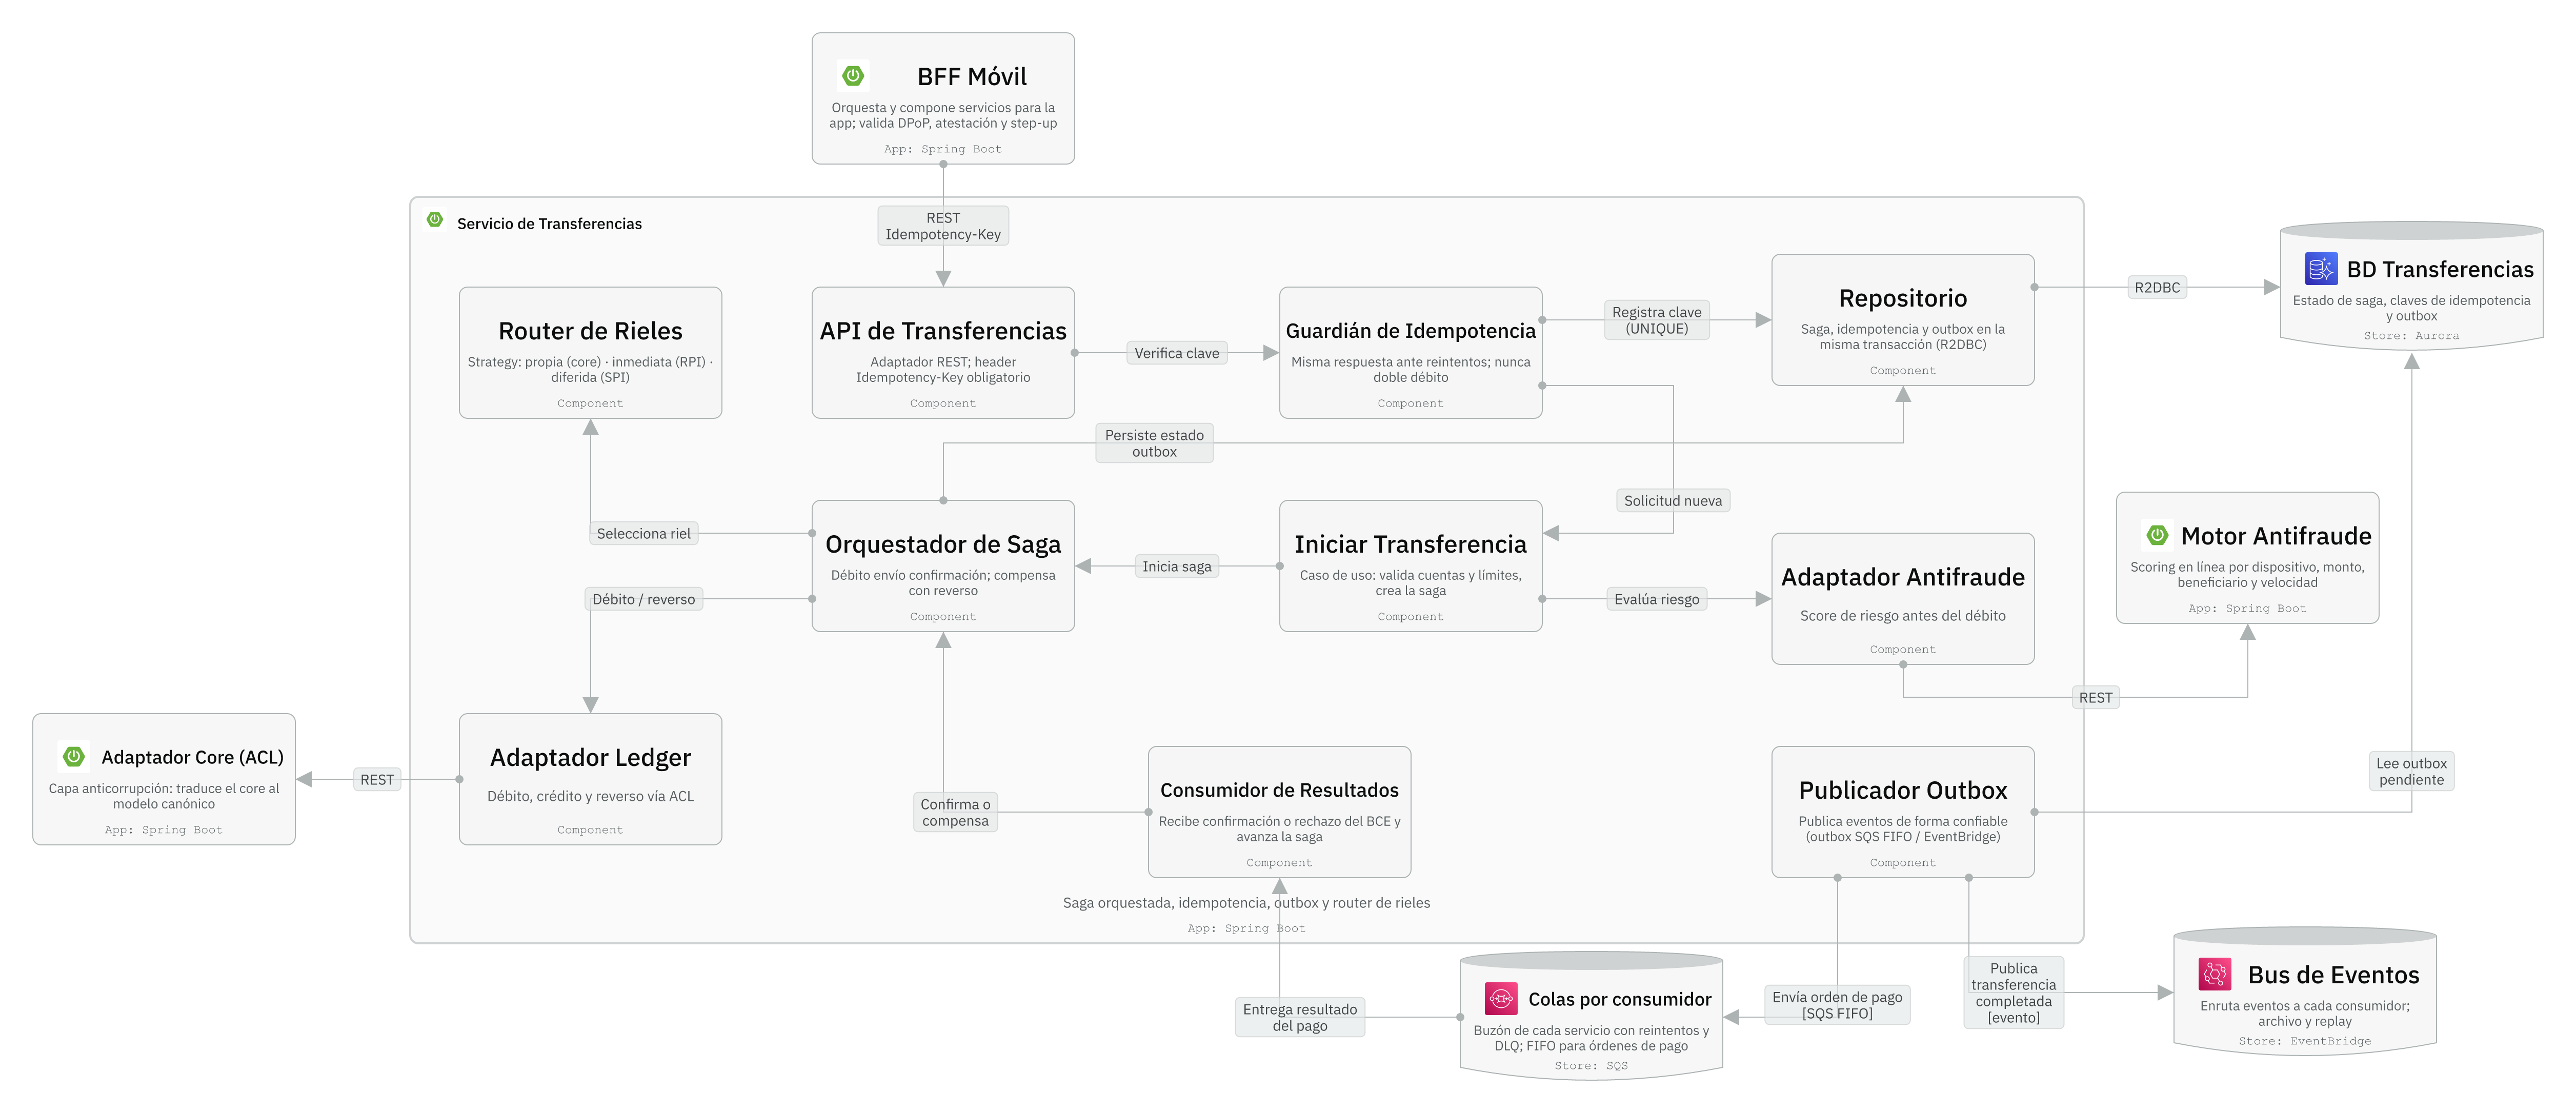 BFF Móvil
Orquesta y compone servicios para la
app; valida DPoP, atestación y step-up
App: Spring Boot
REST
Idempotency-Key
Servicio de Transferencias
Router de Rieles
Strategy: propia (core) · inmediata (RPI) ·
diferida (SPI)
Component
API de Transferencias
Adaptador REST; header
Idempotency-Key obligatorio
Component
Verifica clave
Guardián de Idempotencia
Misma respuesta ante reintentos; nunca
doble débito
Component
Registra clave
(UNIQUE)
Repositorio
Saga, idempotencia y outbox en la
misma transacción (R2DBC)
Component
R2DBC
BD Transferencias
Estado de saga, claves de idempotencia
y outbox
Store: Aurora
Persiste estado
outbox
Solicitud nueva
Selecciona riel
Débito / reverso
Orquestador de Saga
Débito envío confirmación; compensa
con reverso
Component
Inicia saga
Iniciar Transferencia
Caso de uso: valida cuentas y límites,
crea la saga
Component
Evalúa riesgo
Adaptador Antifraude
Score de riesgo antes del débito
Component
Motor Antifraude
Scoring en línea por dispositivo, monto,
beneficiario y velocidad
App: Spring Boot
REST
Adaptador Core (ACL)
Capa anticorrupción: traduce el core al
modelo canónico
App: Spring Boot
REST
Adaptador Ledger
Débito, crédito y reverso vía ACL
Component
Confirma o
compensa
Consumidor de Resultados
Recibe confirmación o rechazo del BCE y
avanza la saga
Component
Publicador Outbox
Publica eventos de forma confiable
(outbox SQS FIFO / EventBridge)
Component
Lee outbox
pendiente
Saga orquestada, idempotencia, outbox y router de rieles
App: Spring Boot
Entrega resultado
del pago
Colas por consumidor
Buzón de cada servicio con reintentos y
DLQ; FIFO para órdenes de pago
Store: SQS
Envía orden de pago
[SQS FIFO]
Publica
transferencia
completada
[evento]
Bus de Eventos
Enruta eventos a cada consumidor;
archivo y replay
Store: EventBridge